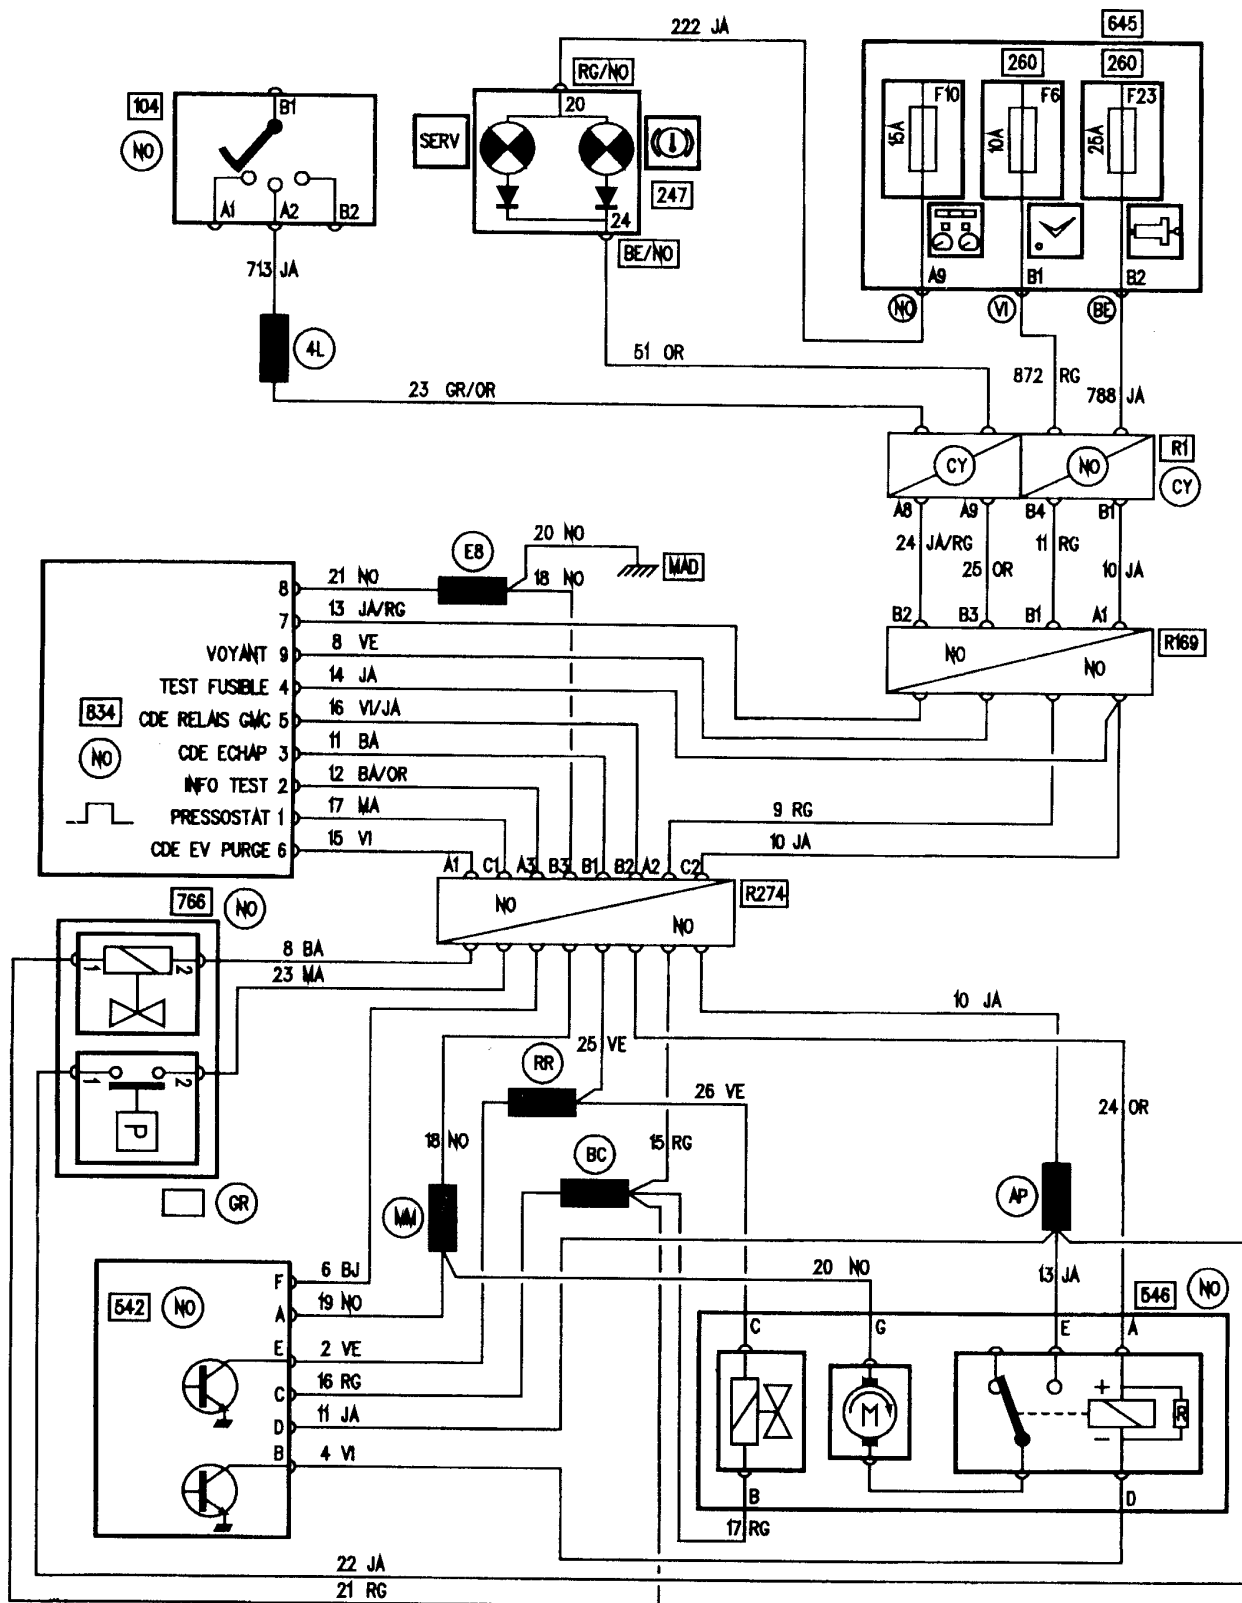 222 JA
645
RG/NO
260 260
104
B1
20
F10 F6 F23
15A 10A 25A
NO
SERV
247
A1 A2 B2
24
BE/NO
A9 B1 B2
713 JA
NO VI BE
4L
51 OR
872 RG
23 GR/OR
788 JA
CY NO
R1
CY
A8 A9 B4 B1
20 NO
24 JA/RG
11 RG
E8
MAD
25 OR
10 JA
21 NO
18 NO
8
13 JA/RG
7
B2 B3 B1 A1
8 VE
VOYANT 9
NO
NO
R169
14 JA
TEST FUSIBLE 4
834
16 VI/JA
CDE RELAIS GMC 5
NO
11 BA
CDE ECHAP 3
12 BA/OR
INFO TEST 2
17 MA
PRESSOSTAT 1
9 RG
15 VI
CDE EV PURGE 6
10 JA
A1 C1 A3 B3 B1 B2 A2 C2
766
NO
NO
NO
R274
8 BA
1 2
23 MA
10 JA
25 VE
RR
1 2
26 VE
24 OR
P
18 NO
15 RG
BC
GR
MM
AP
6 BJ
F
20 NO
13 JA
542
NO
19 NO
A
546
NO
C G E A
2 VE
E
16 RG
C
11 JA
D
M
+
R
−
4 VI
B
B
D
17 RG
22 JA
21 RG